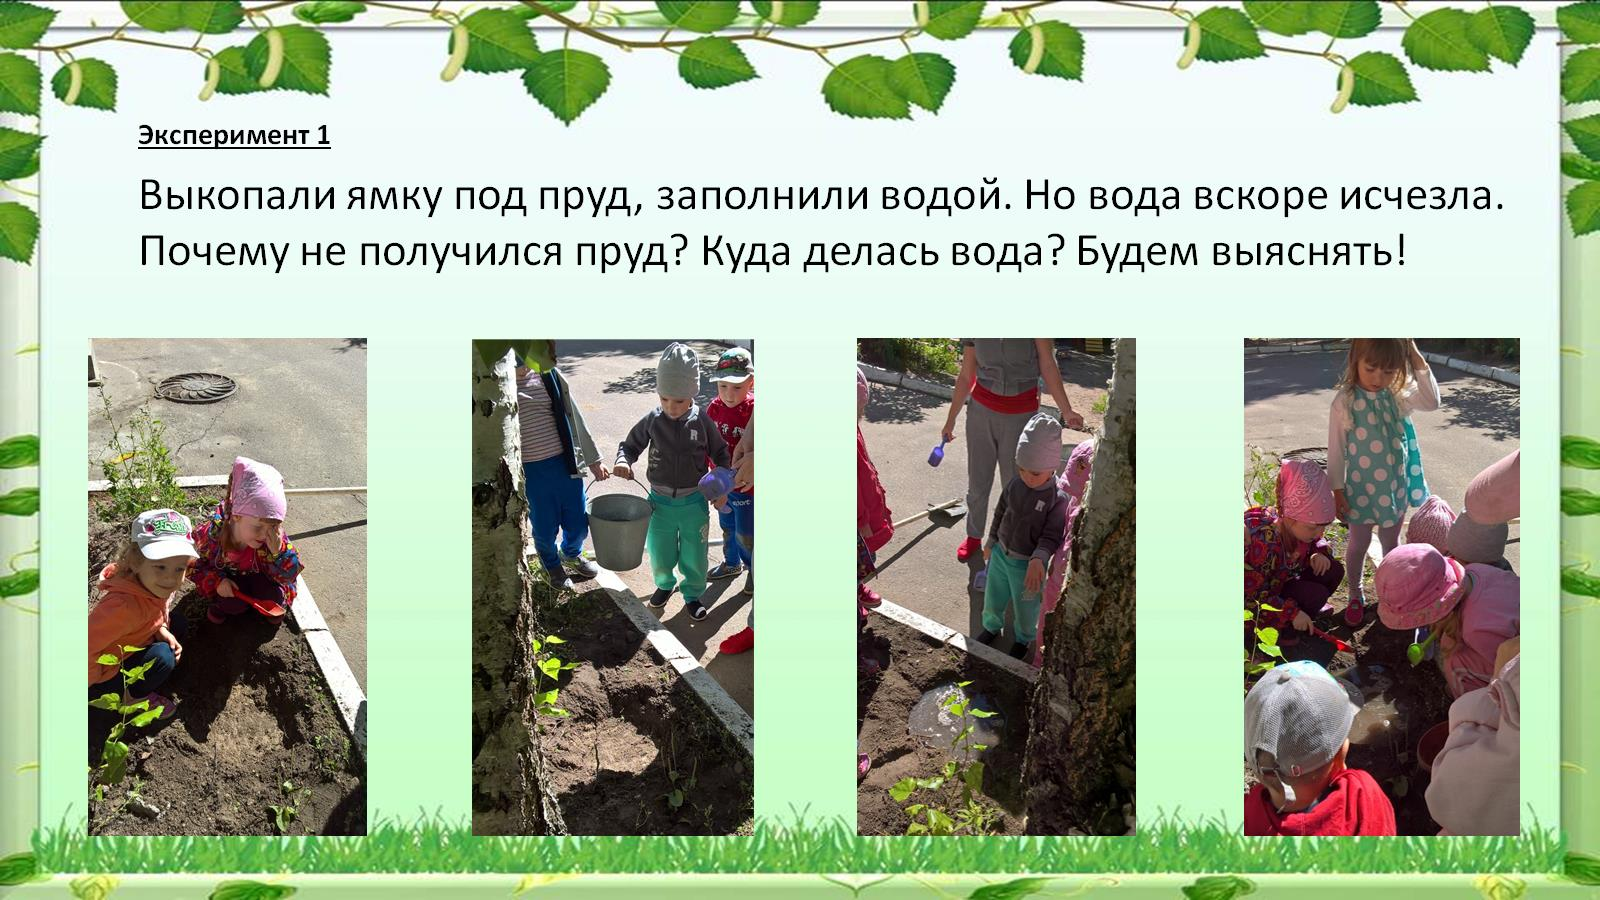 Эксперимент 1
Выкопали ямку под пруд, заполнили водой. Но вода вскоре исчезла.
Почему не получился пруд? Куда делась вода? Будем выяснять!
R